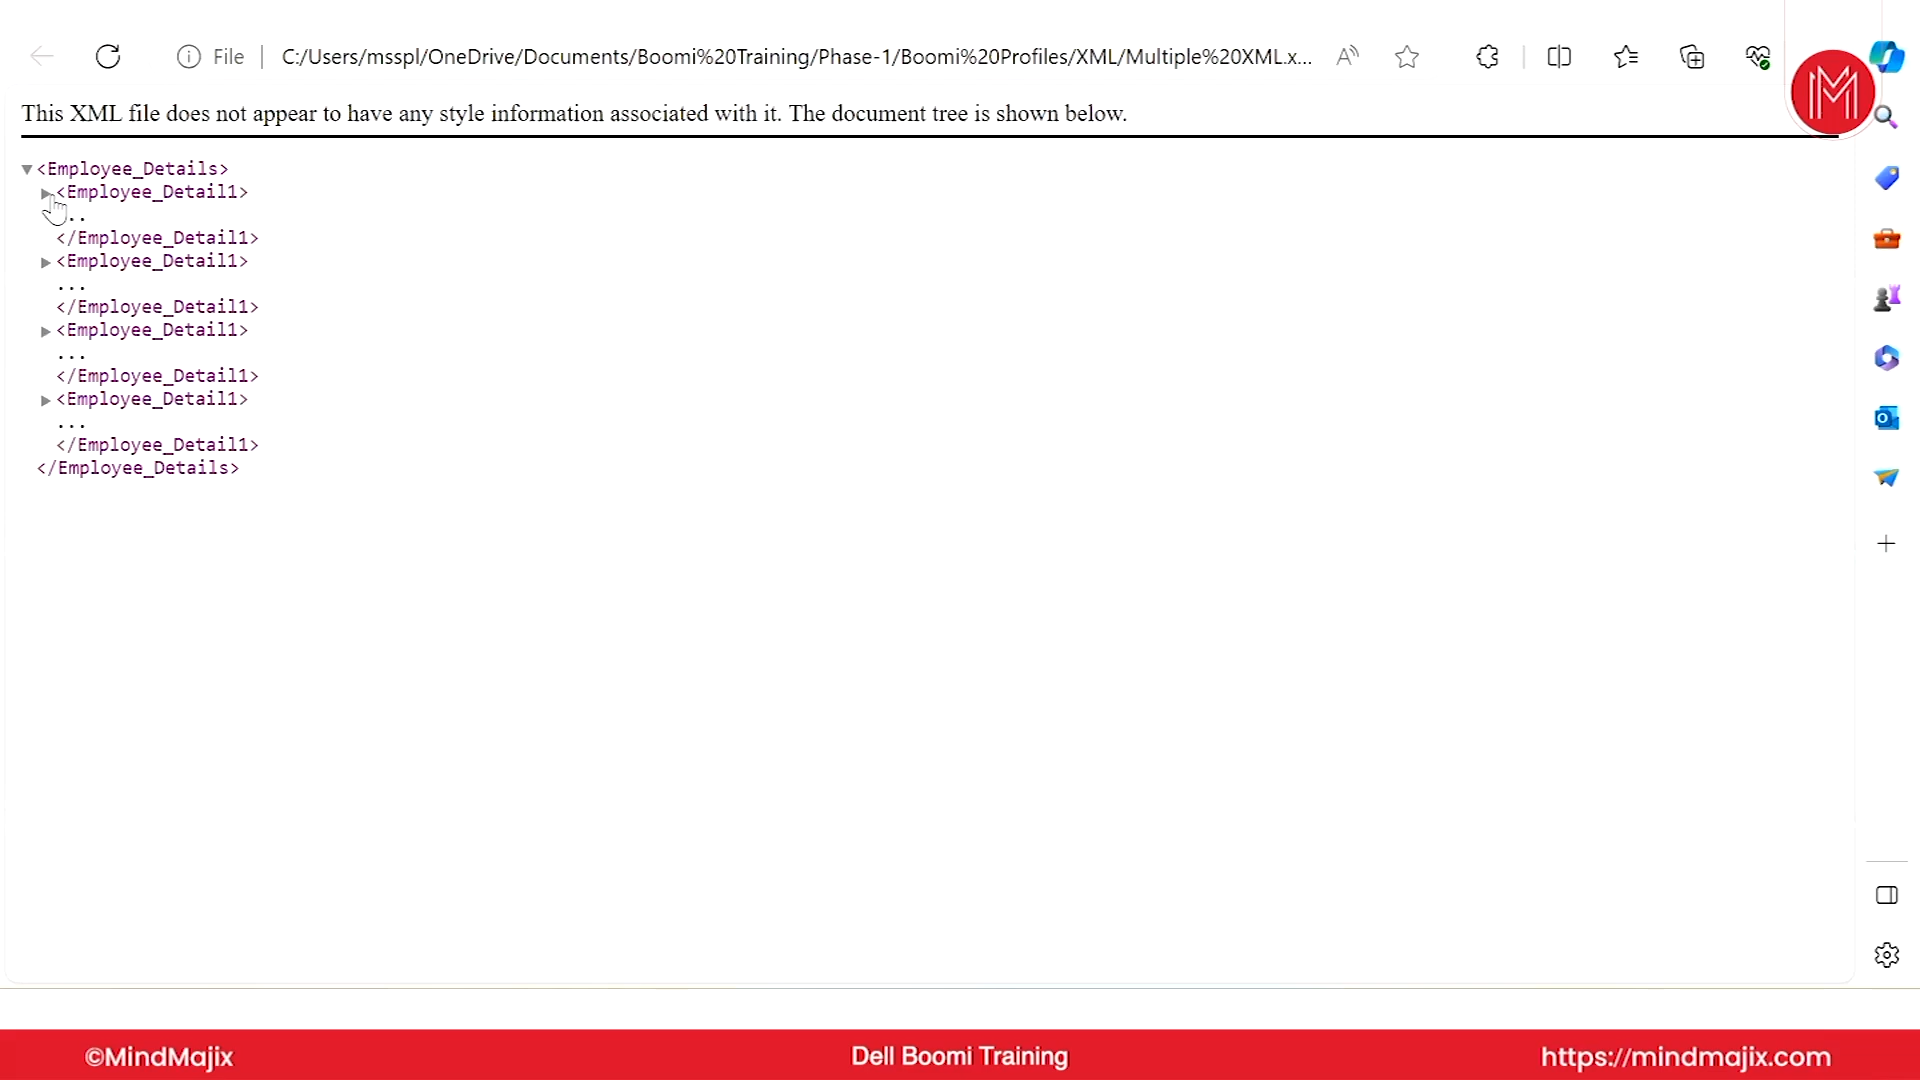 File | C:/Users/msspl/OneDrive/Documents/Boomi%20Training/Phase-1/Boomi%20Profiles/XML/Multiple%20XML.x...
This XML file does not appear to have any style information associated with it. The document tree is shown below.
▼<Employee_Details>
▶<Employee_Detail1>
..
</Employee_Detail1>
▶<Employee_Detail1>
...
</Employee_Detail1>
▶<Employee_Detail1>
...
</Employee_Detail1>
▶<Employee_Detail1>
...
</Employee_Detail1>
</Employee_Details>
©MindMajix Dell Boomi Training https://mindmajix.com